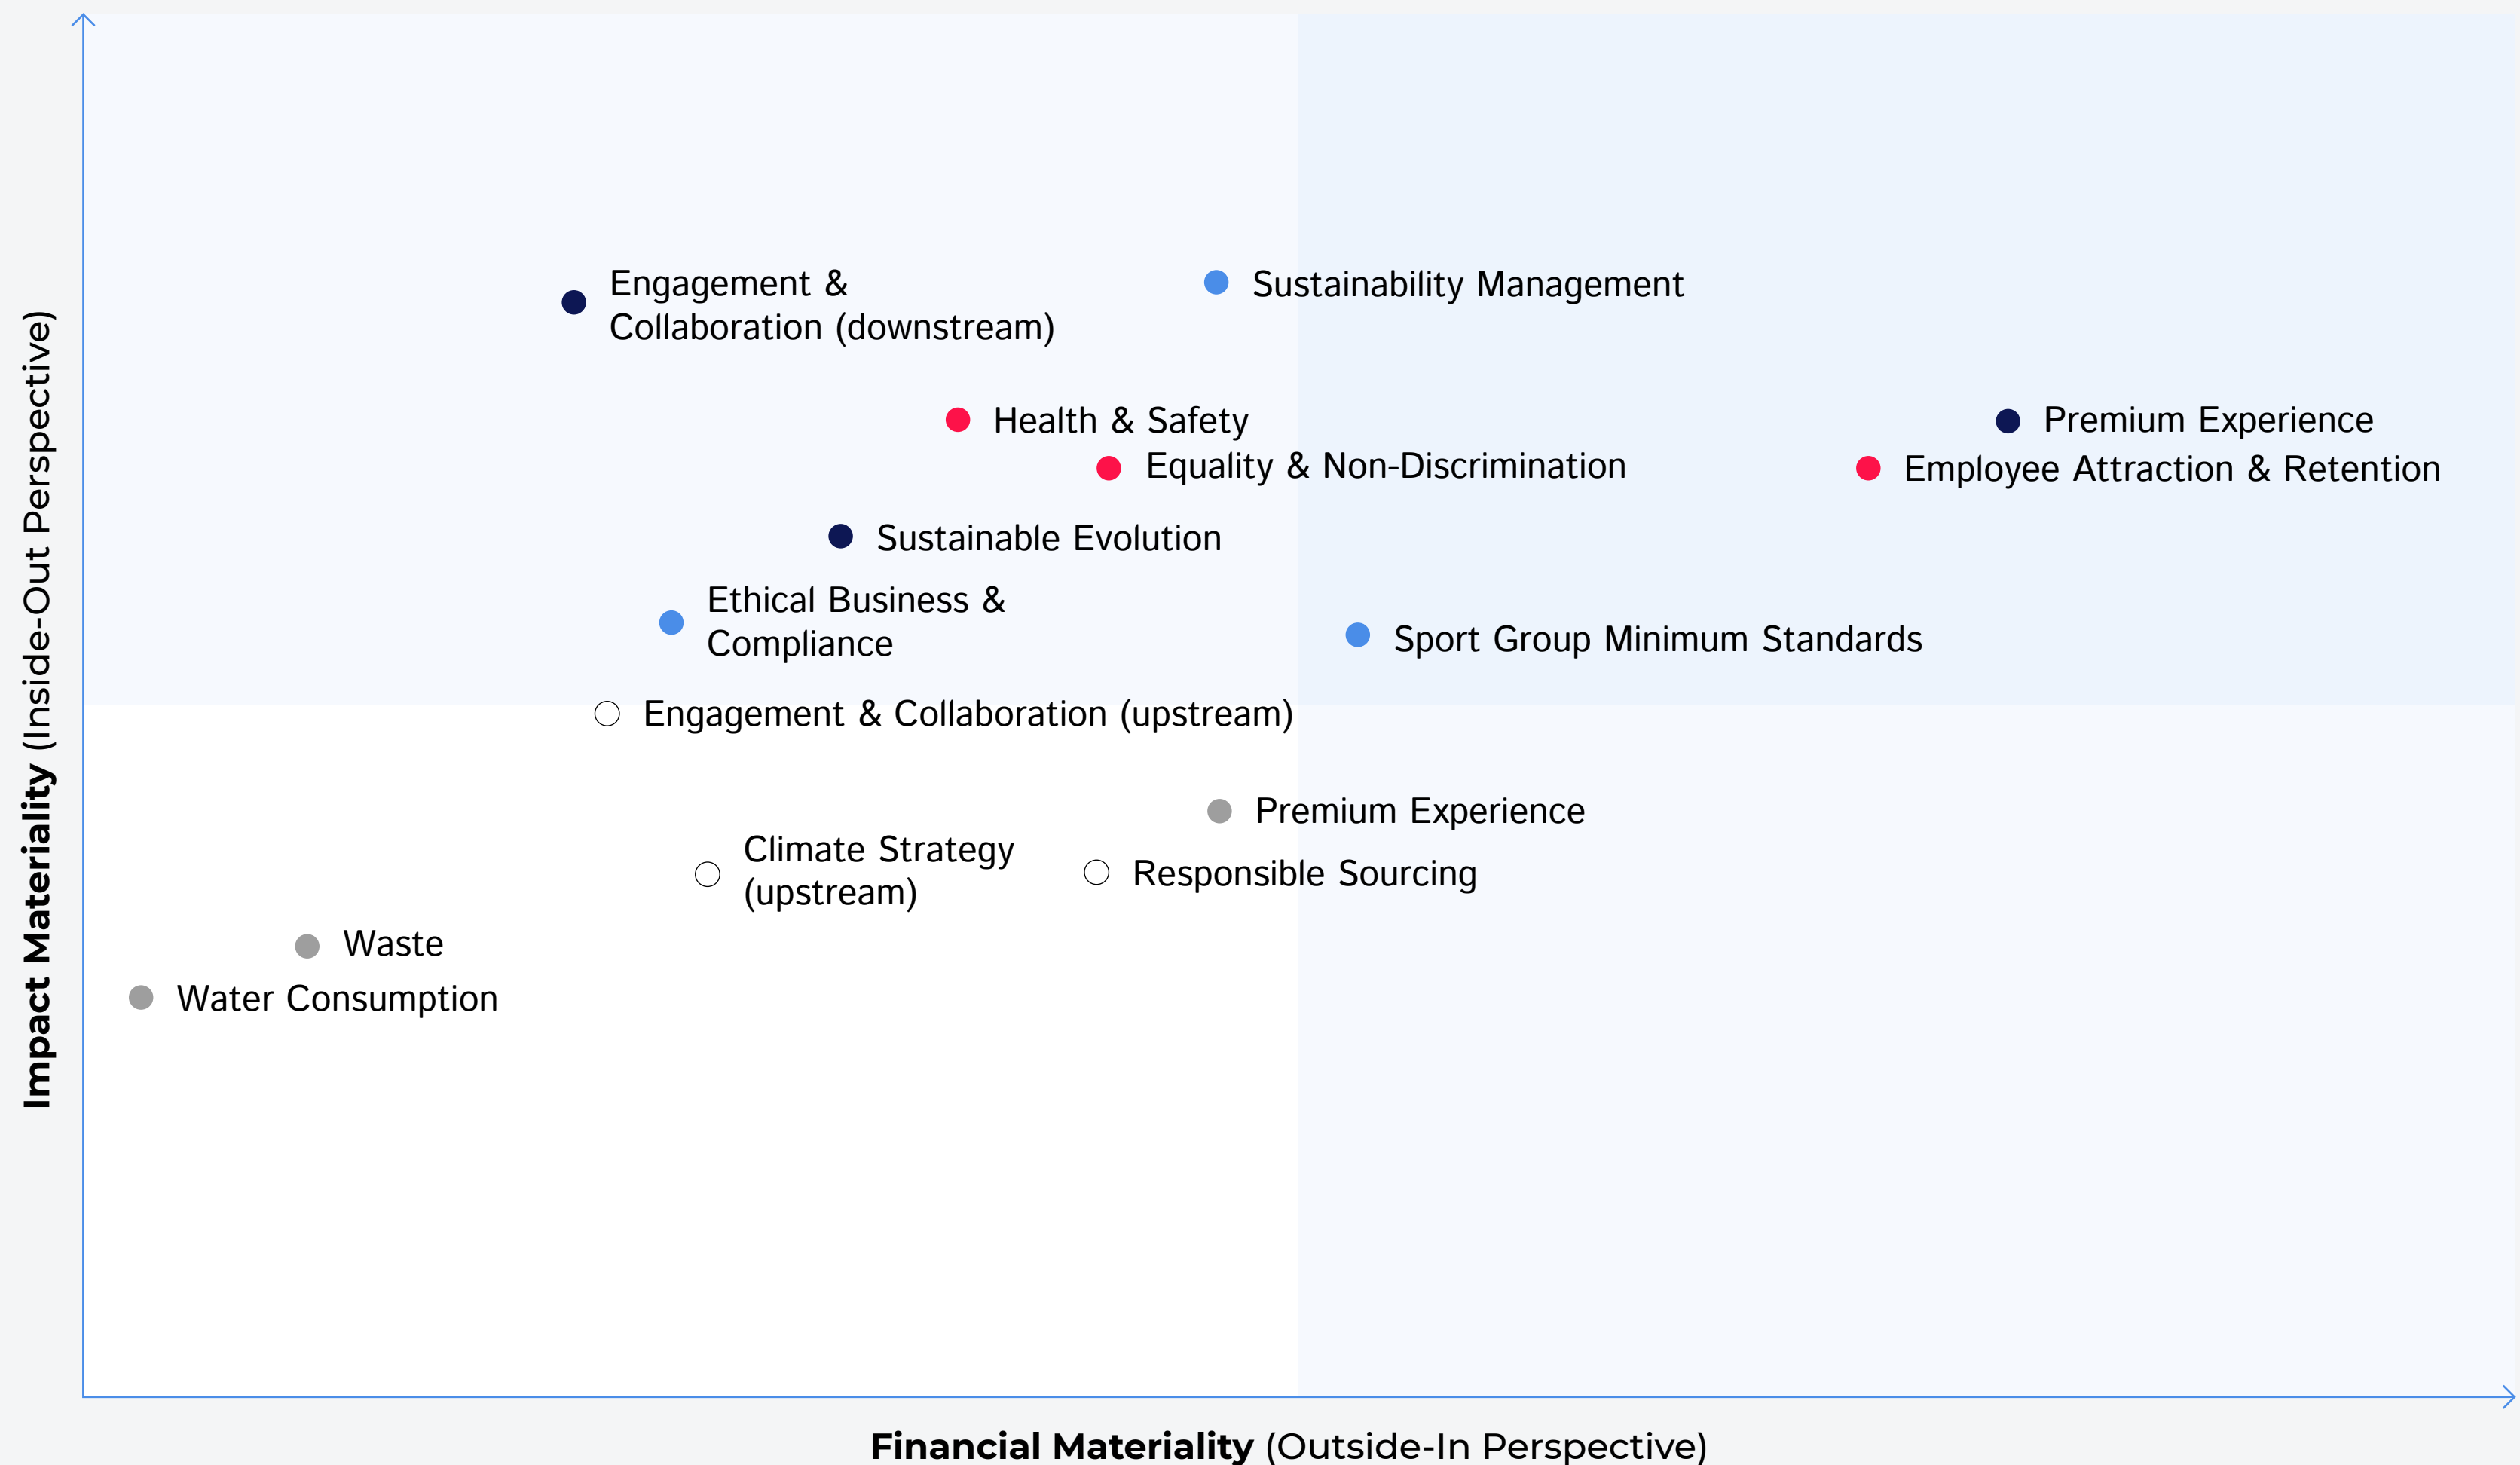 Impact Materiality (Inside-Out Perspective)
Engagement &
Collaboration (downstream)
Sustainability Management
Health & Safety
Premium Experience
Equality & Non-Discrimination
Employee Attraction & Retention
Sustainable Evolution
Ethical Business &
Compliance
Sport Group Minimum Standards
Engagement & Collaboration (upstream)
Premium Experience
Climate Strategy
(upstream)
Responsible Sourcing
Waste
Water Consumption
Financial Materiality (Outside-In Perspective)